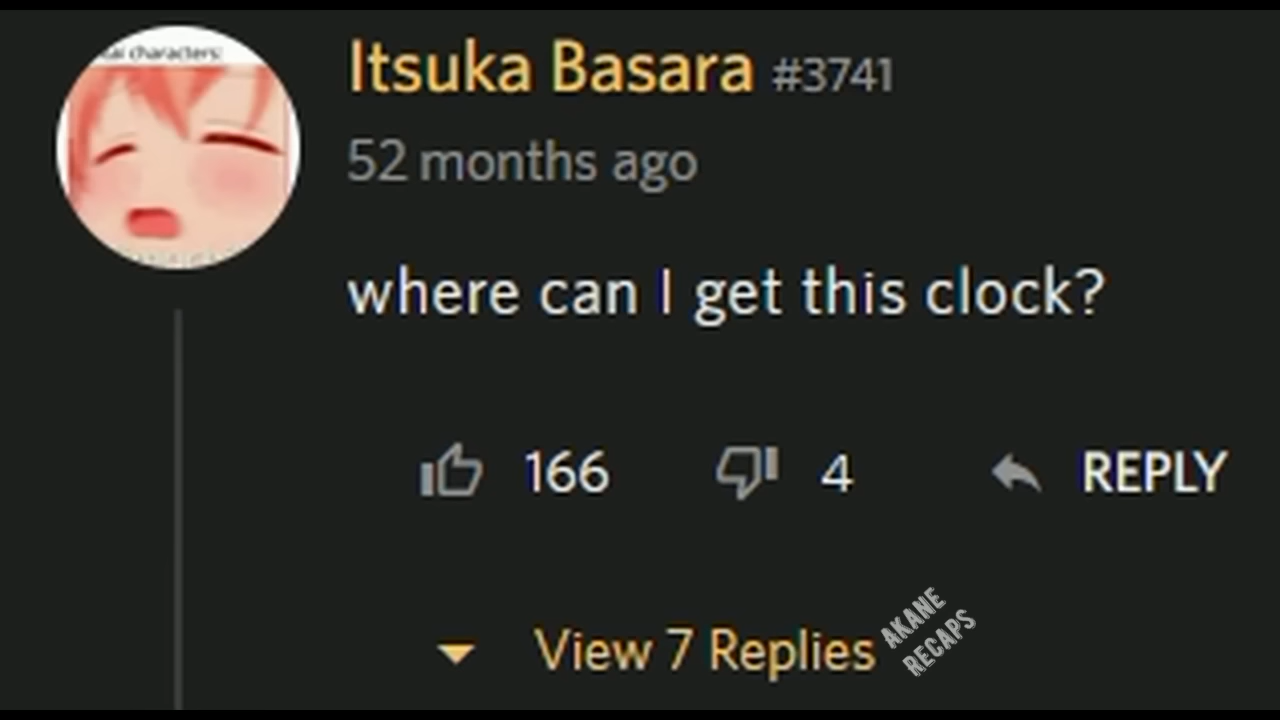 characters:
Itsuka Basara #3741
52 months ago
where can I get this clock?
166 4 REPLY
View 7 Replies
AKANE
RECAPS